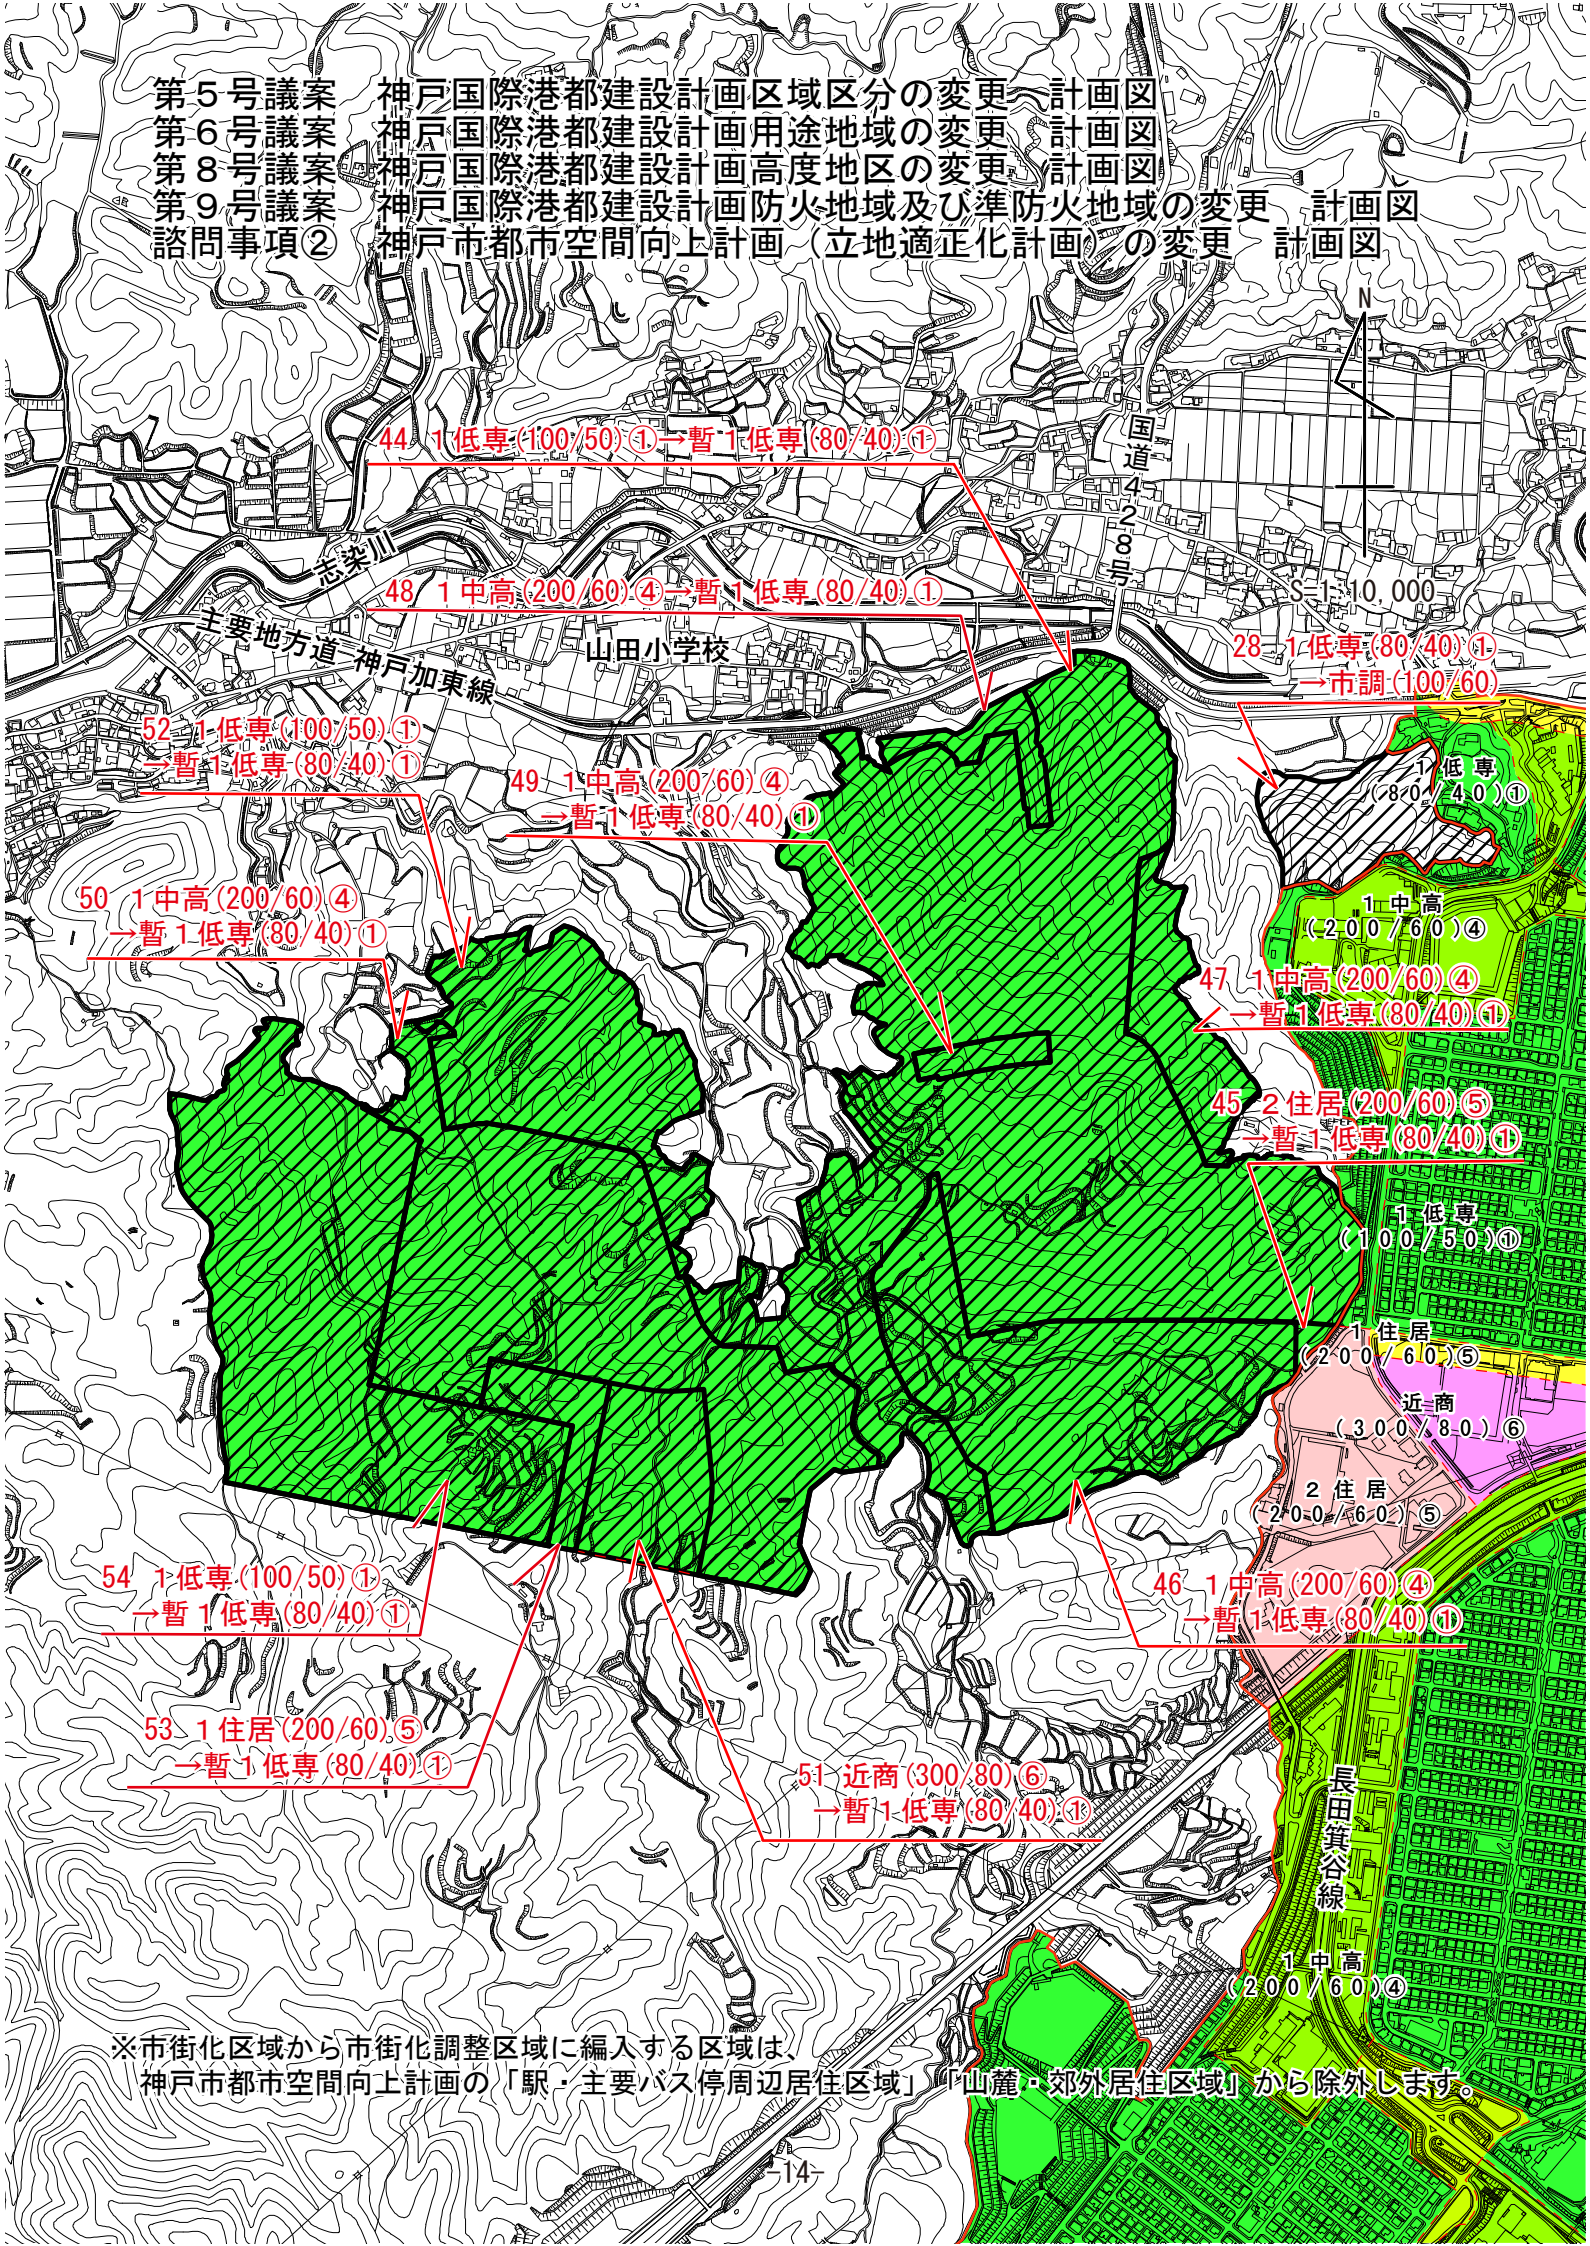 第５号議案　神戸国際港都建設計画区域区分の変更　計画図
第６号議案　神戸国際港都建設計画用途地域の変更　計画図
第８号議案　神戸国際港都建設計画高度地区の変更　計画図
第９号議案　神戸国際港都建設計画防火地域及び準防火地域の変更　計画図
諮問事項②　神戸市都市空間向上計画（立地適正化計画）の変更　計画図
N
44 １低専(100/50)①→暫１低専(80/40)①
国道４２８号
志染川
48 １中高(200/60)④→暫１低専(80/40)①
S=1:10,000
主要地方道 神戸加東線
山田小学校
28 １低専(80/40)①
→市調(100/60)
52 １低専(100/50)①
→暫１低専(80/40)①
49 １中高(200/60)④
→暫１低専(80/40)①
１低専
(80/40)①
50 １中高(200/60)④
→暫１低専(80/40)①
１中高
(200/60)④
47 １中高(200/60)④
→暫１低専(80/40)①
45 ２住居(200/60)⑤
→暫１低専(80/40)①
１低専
(100/50)①
１住居
(200/60)⑤
近商
(300/80)⑥
２住居
(200/60)⑤
54 １低専(100/50)①
→暫１低専(80/40)①
46 １中高(200/60)④
→暫１低専(80/40)①
53 １住居(200/60)⑤
→暫１低専(80/40)①
51 近商(300/80)⑥
→暫１低専(80/40)①
長田箕谷線
１中高
(200/60)④
※市街化区域から市街化調整区域に編入する区域は、
神戸市都市空間向上計画の「駅・主要バス停周辺居住区域」「山麓・郊外居住区域」から除外します。
-14-